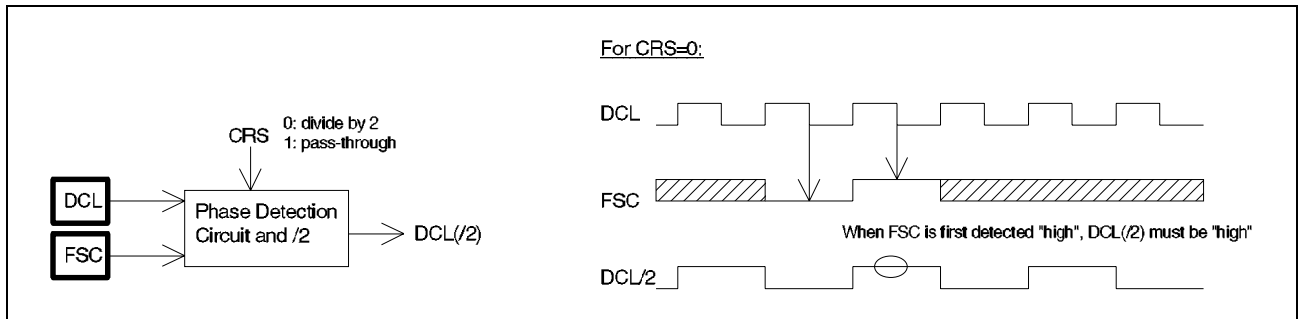 CRS
0: divide by 2
1: pass-through
DCL
FSC
Phase Detection
Circuit and /2
DCL(/2)
For CRS=0:
DCL
FSC
When FSC is first detected "high", DCL(/2) must be "high"
DCL/2